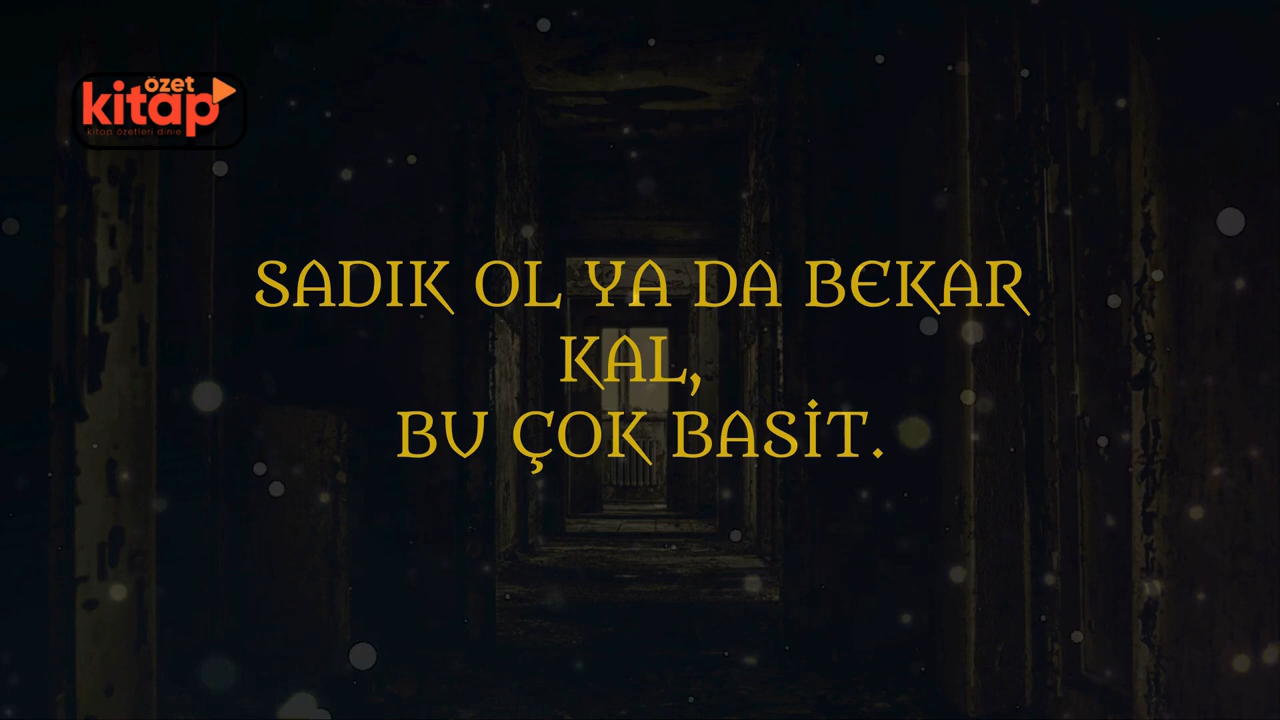 özet
kitap
kitap özetleri dinle
SADIK OL YA DA BEKAR
KAL,
BU ÇOK BASİT.